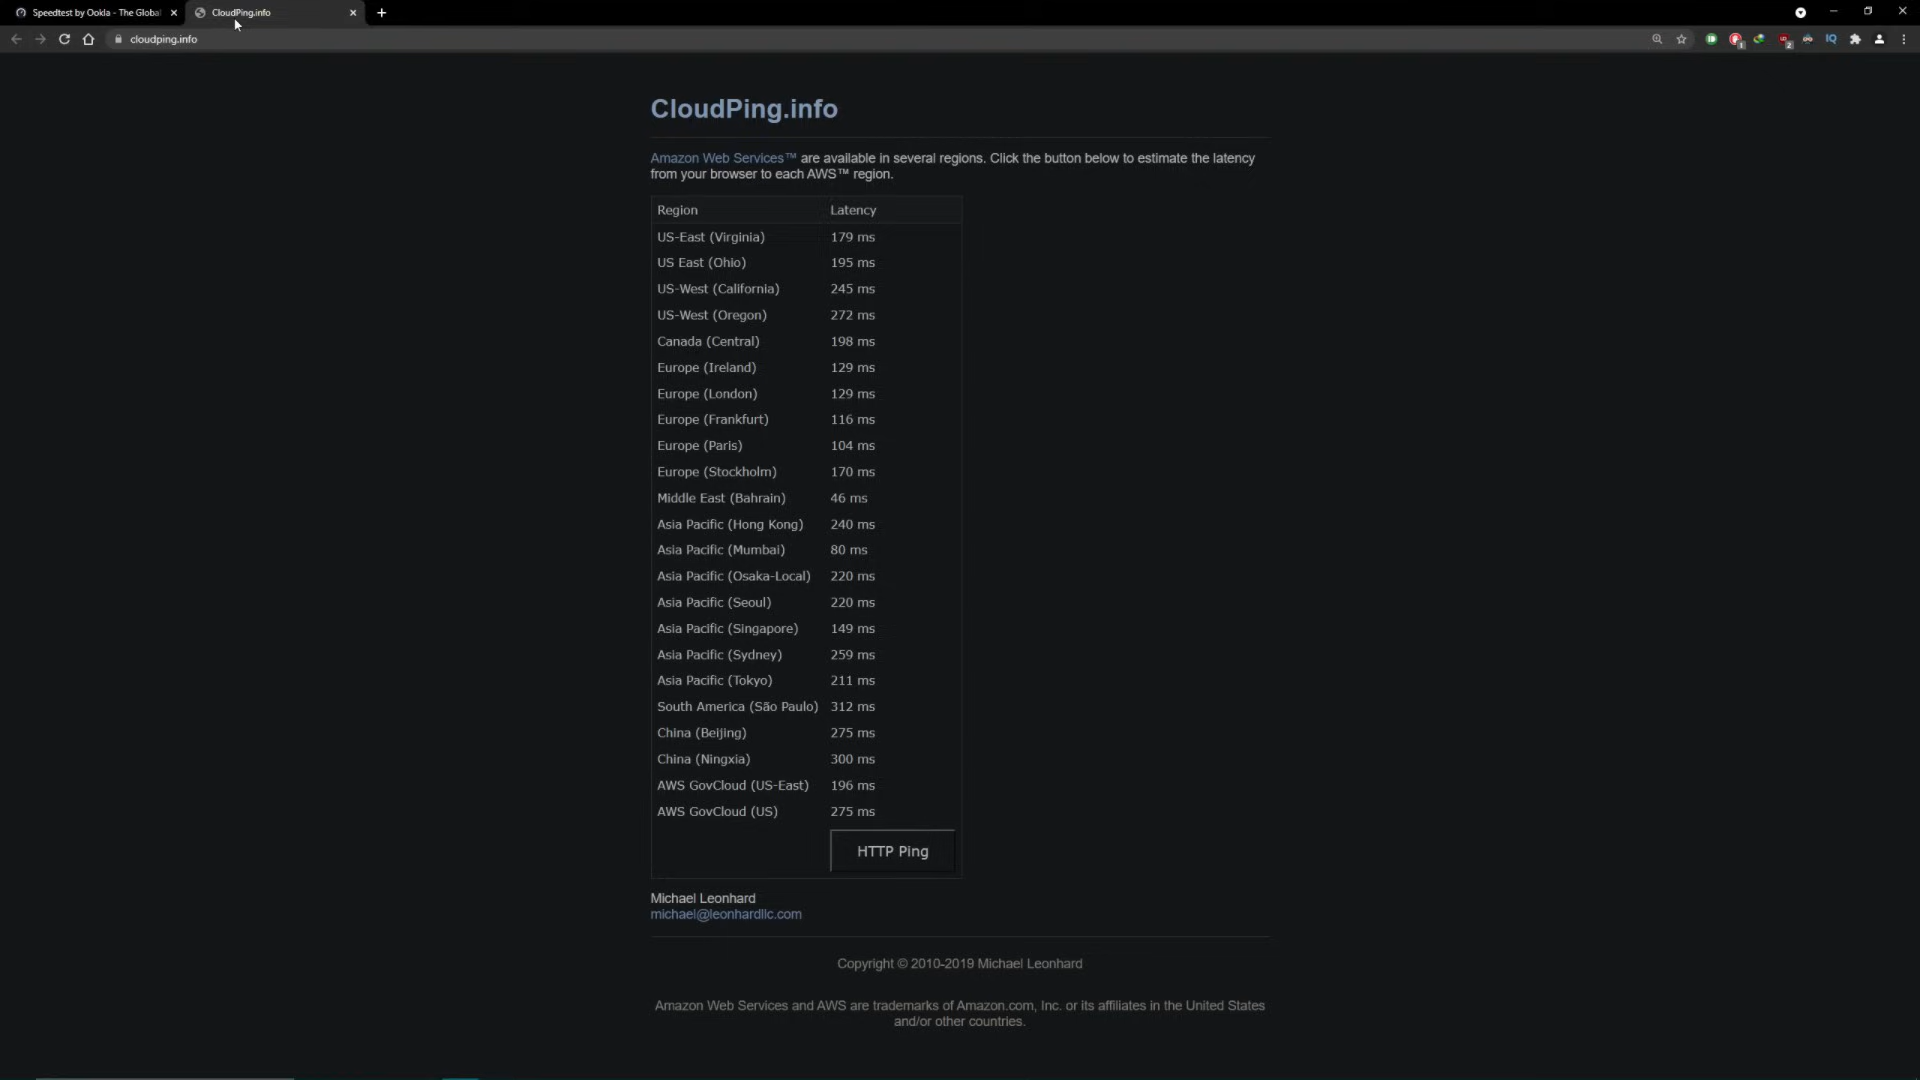 Speedtest by Ookla - The Global
CloudPing.info
cloudping.info
CloudPing.info
Amazon Web Services™ are available in several regions. Click the button below to estimate the latency
from your browser to each AWS™ region.
Region Latency
US-East (Virginia) 179 ms
US East (Ohio) 195 ms
US-West (California) 245 ms
US-West (Oregon) 272 ms
Canada (Central) 198 ms
Europe (Ireland) 129 ms
Europe (London) 129 ms
Europe (Frankfurt) 116 ms
Europe (Paris) 104 ms
Europe (Stockholm) 170 ms
Middle East (Bahrain) 46 ms
Asia Pacific (Hong Kong) 240 ms
Asia Pacific (Mumbai) 80 ms
Asia Pacific (Osaka-Local) 220 ms
Asia Pacific (Seoul) 220 ms
Asia Pacific (Singapore) 149 ms
Asia Pacific (Sydney) 259 ms
Asia Pacific (Tokyo) 211 ms
South America (São Paulo) 312 ms
China (Beijing) 275 ms
China (Ningxia) 300 ms
AWS GovCloud (US-East) 196 ms
AWS GovCloud (US) 275 ms
HTTP Ping
Michael Leonhard
michael@leonhardllc.com
Copyright © 2010-2019 Michael Leonhard
Amazon Web Services and AWS are trademarks of Amazon.com, Inc. or its affiliates in the United States
and/or other countries.